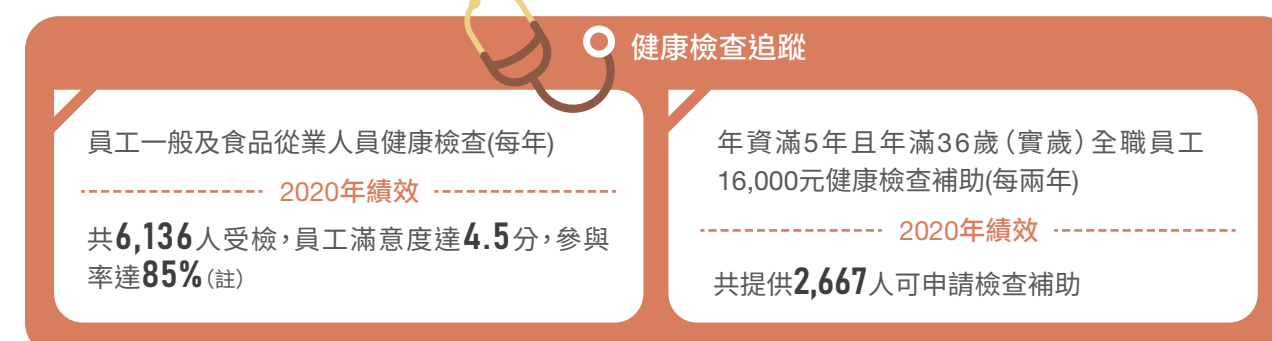 健康檢查追蹤
員工一般及食品從業人員健康檢查(每年)
2020年績效
共6,136人受檢，員工滿意度達4.5分，參與
率達85%(註)
年資滿5年且年滿36歲(實歲)全職員工
16,000元健康檢查補助(每兩年)
2020年績效
共提供2,667人可申請檢查補助